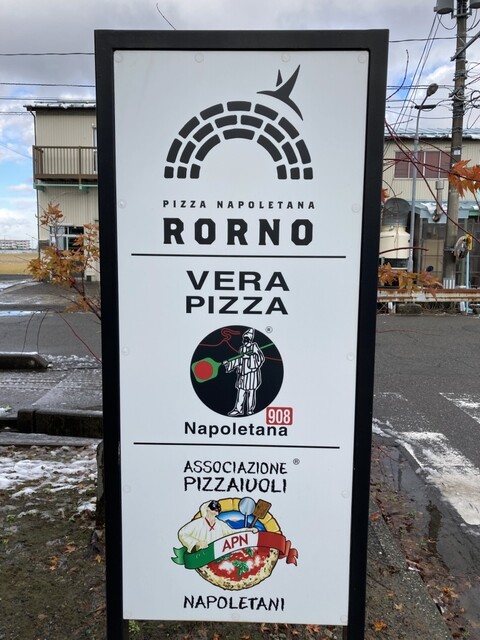 PIZZA NAPOLETANA
RORNO
VERA
PIZZA
®
908
Napoletana
ASSOCIAZIONE ®
PIZZAIUOLI
APN
NAPOLETANI